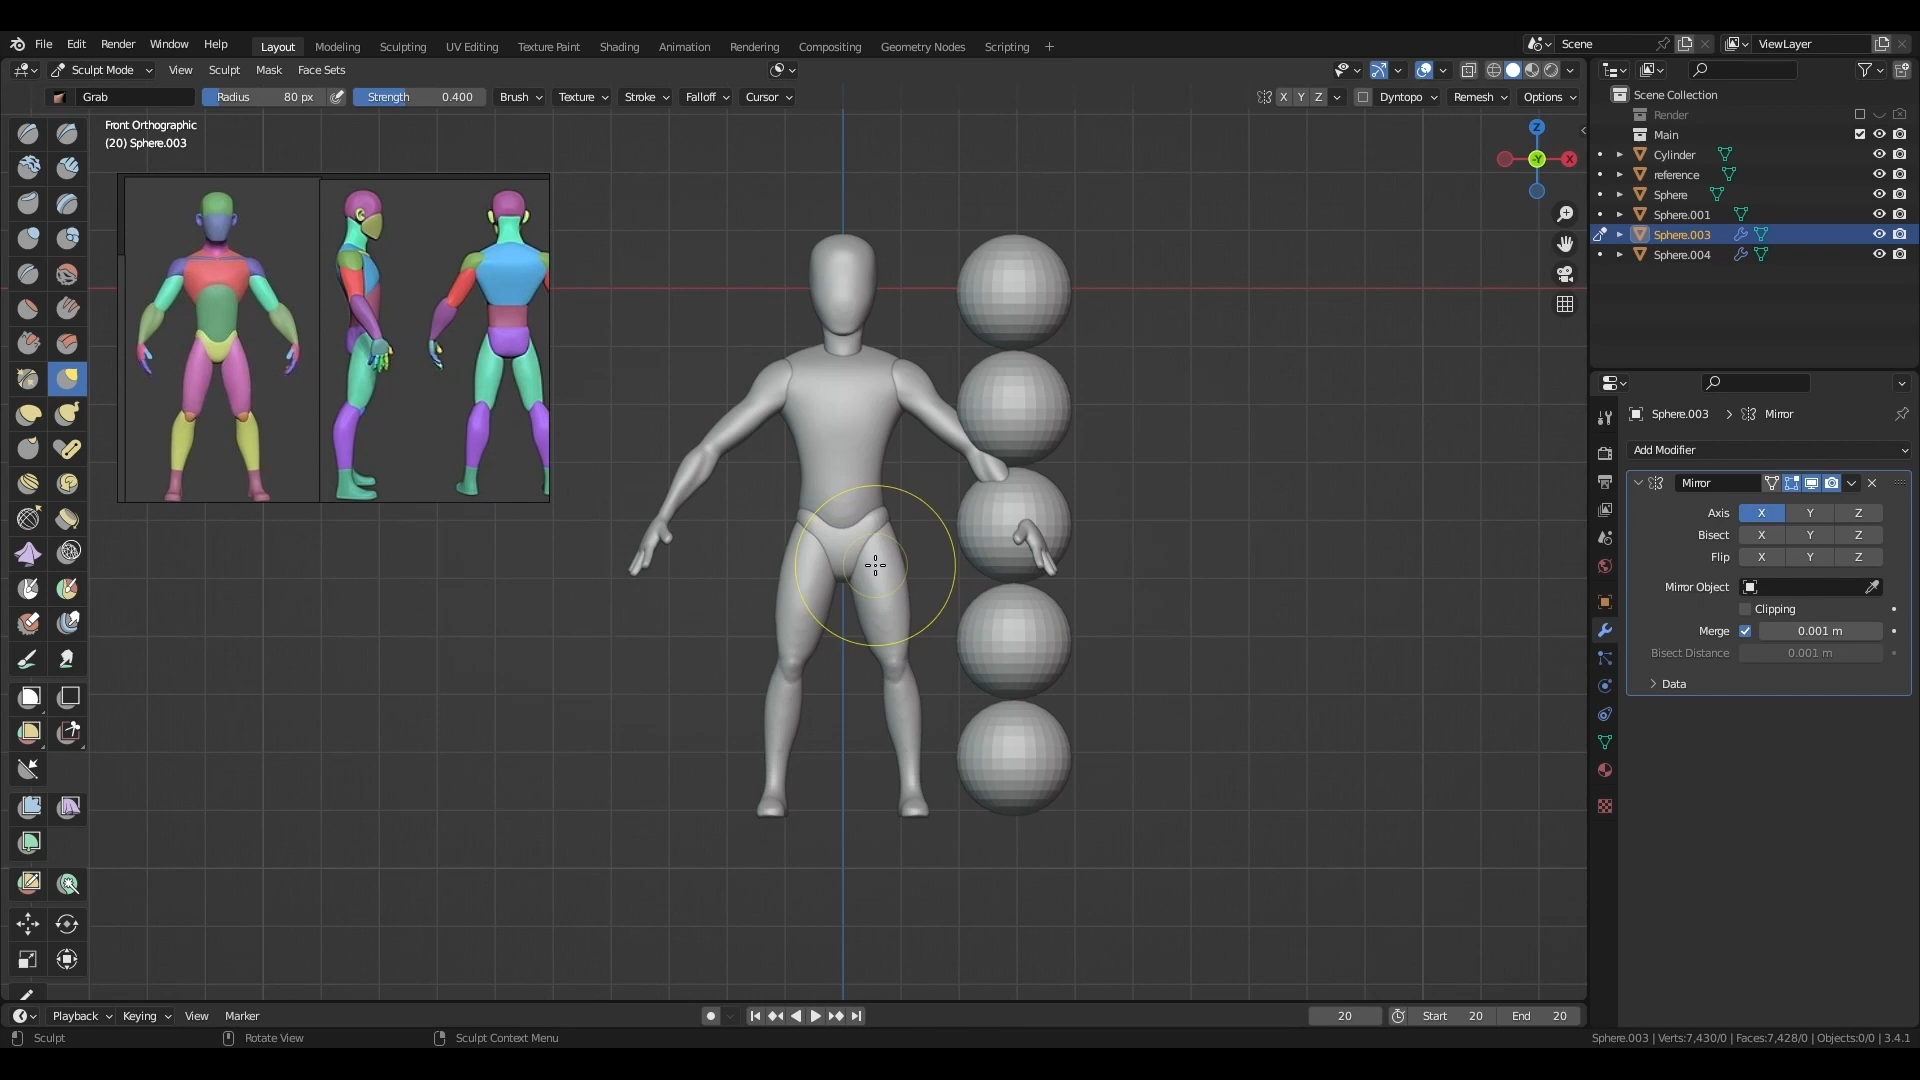 File Edit Render Window Help Layout Modeling Sculpting UV Editing Texture Paint Shading Animation Rendering Compositing Geometry Nodes Scripting + Scene ViewLayer
Sculpt Mode View Sculpt Mask Face Sets
Grab Radius 80 px Strength 0.400 Brush Texture Stroke Falloff Cursor X Y Z Dyntopo Remesh Options
Front Orthographic
(20) Sphere.003
Z
-Y
X
Scene Collection
Render
Main
Cylinder
reference
Sphere
Sphere.001
Sphere.003
Sphere.004
Sphere.003 > Mirror
Add Modifier
Mirror
Axis X Y Z
Bisect X Y Z
Flip X Y Z
Mirror Object
Clipping
Merge 0.001 m
Bisect Distance 0.001 m
Data
Playback Keying View Marker 20 Start 20 End 20
Sculpt Rotate View Sculpt Context Menu Sphere.003 | Verts:7,430/0 | Faces:7,428/0 | Objects:0/0 | 3.4.1